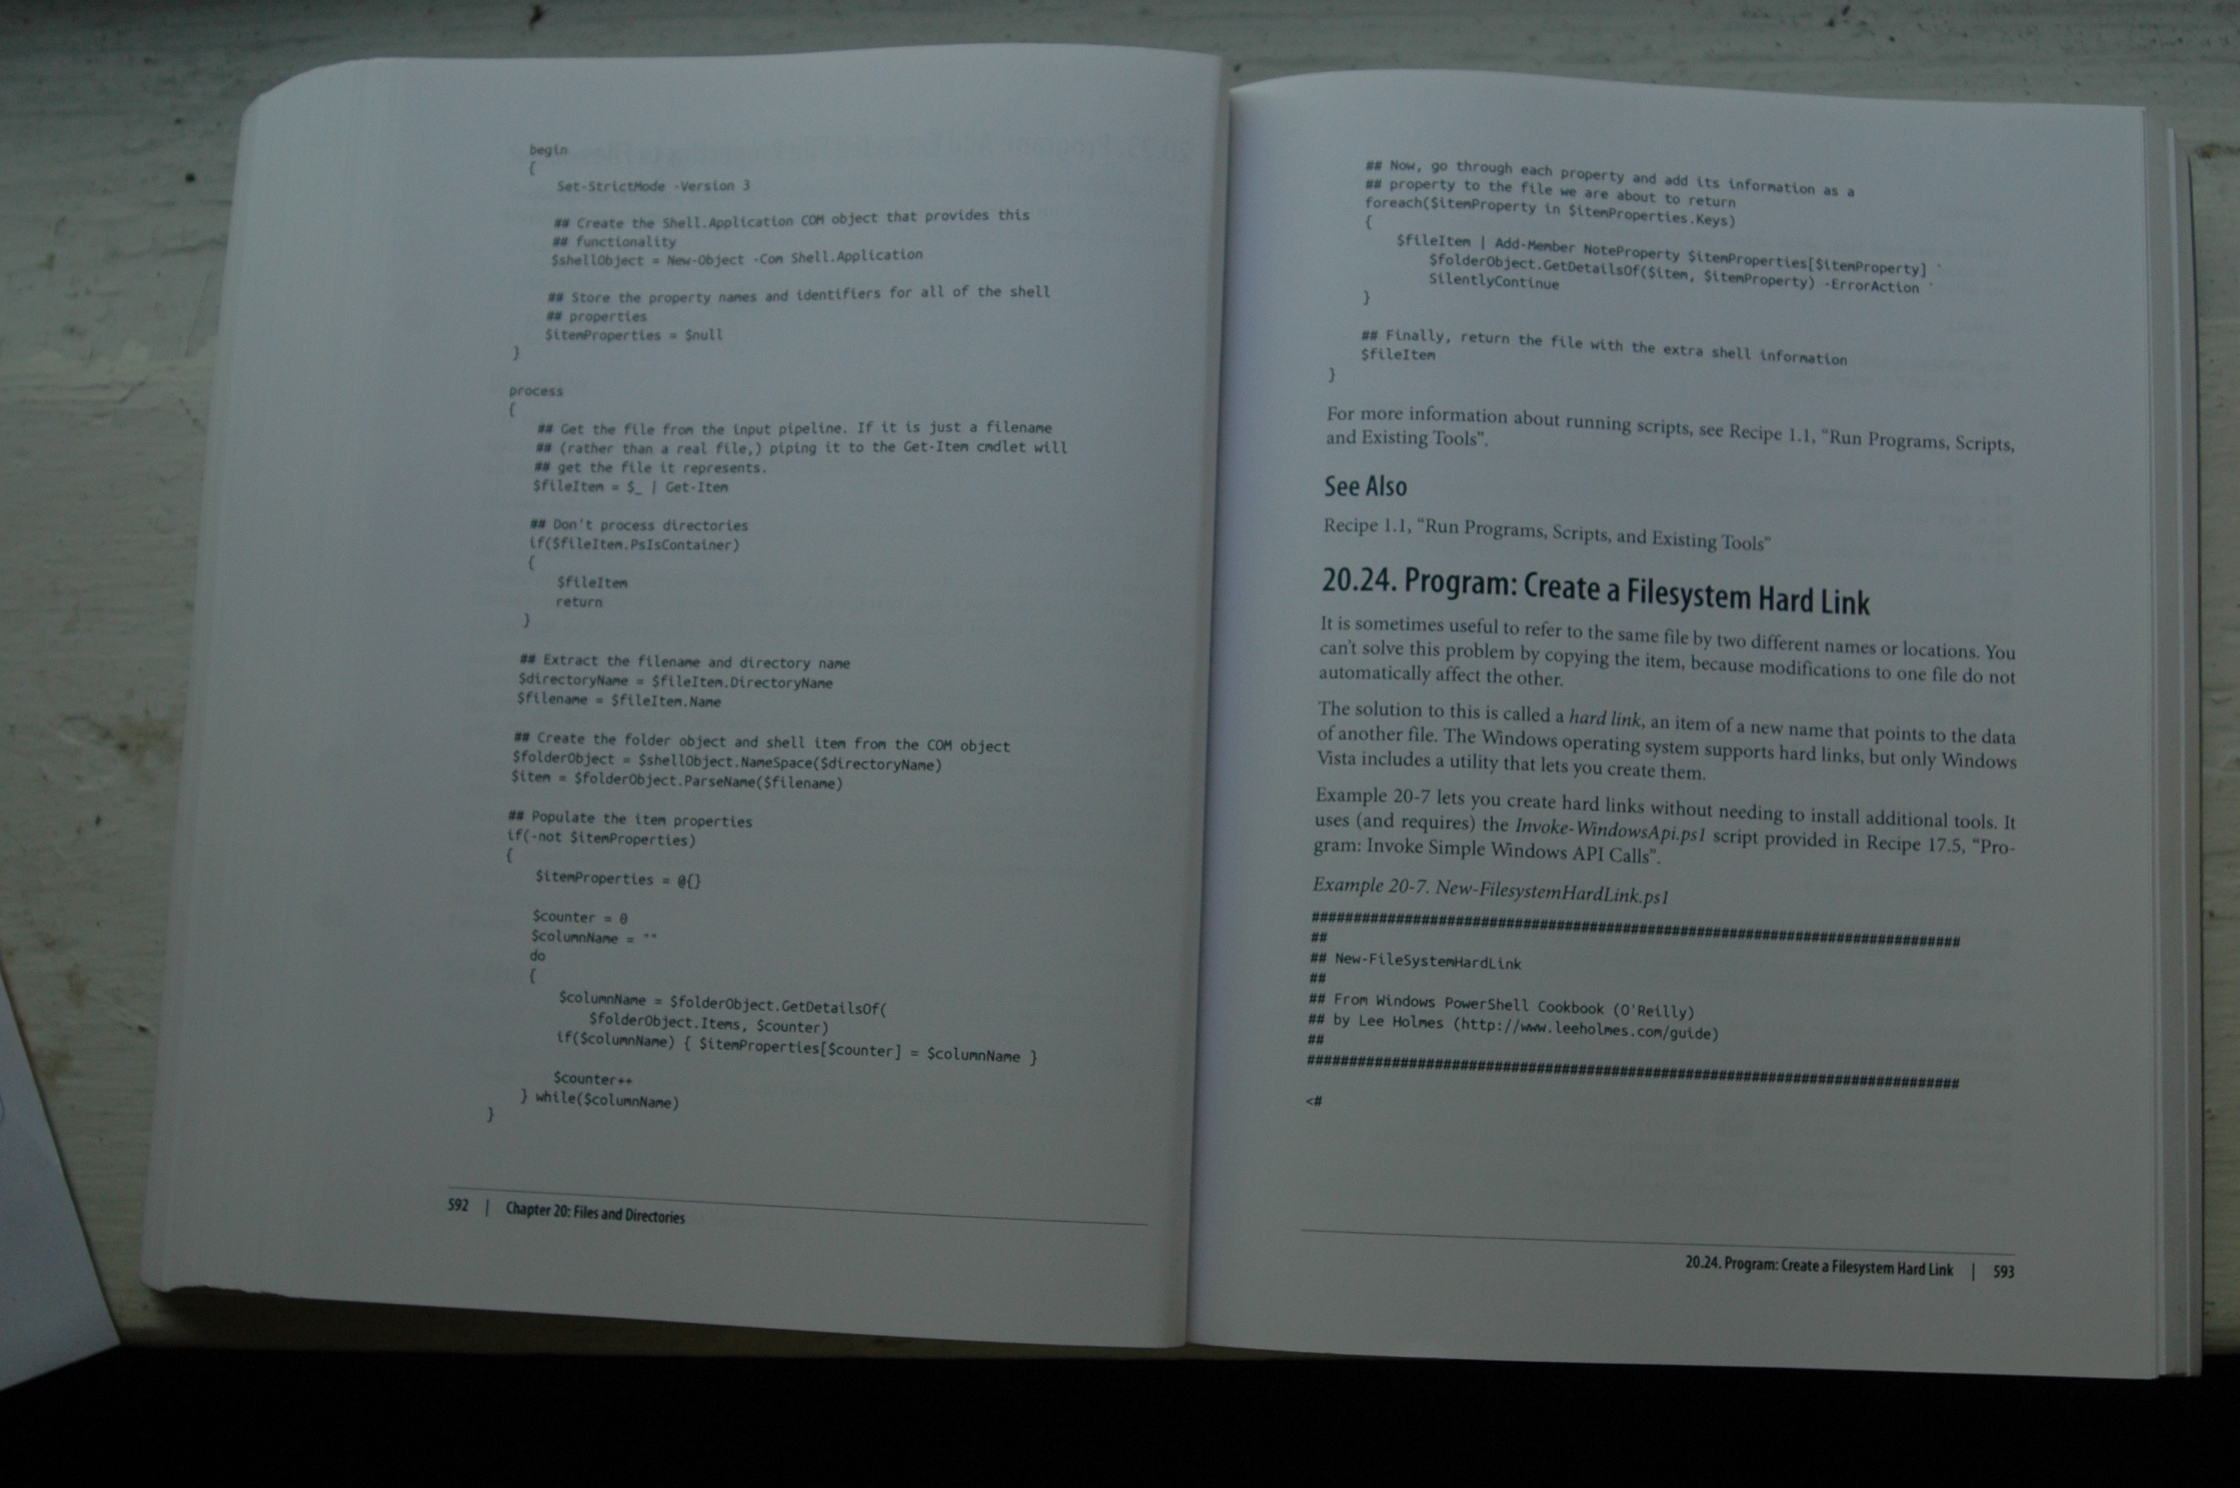 begin
{
    Set-StrictMode -Version 3

    ## Create the Shell.Application COM object that provides this
    ## functionality
    $shellObject = New-Object -Com Shell.Application

    ## Store the property names and identifiers for all of the shell
    ## properties
    $itemProperties = $null
}

process
{
    ## Get the file from the input pipeline. If it is just a filename
    ## (rather than a real file,) piping it to the Get-Item cmdlet will
    ## get the file it represents.
    $fileItem = $_ | Get-Item

    ## Don't process directories
    if($fileItem.PsIsContainer)
    {
        $fileItem
        return
    }

    ## Extract the filename and directory name
    $directoryName = $fileItem.DirectoryName
    $filename = $fileItem.Name

    ## Create the folder object and shell item from the COM object
    $folderObject = $shellObject.NameSpace($directoryName)
    $item = $folderObject.ParseName($filename)

    ## Populate the item properties
    if(-not $itemProperties)
    {
        $itemProperties = @{}

        $counter = 0
        $columnName = ""
        do
        {
            $columnName = $folderObject.GetDetailsOf(
                $folderObject.Items, $counter)
            if($columnName) { $itemProperties[$counter] = $columnName }

            $counter++
        } while($columnName)
    }
592 | Chapter 20: Files and Directories
    ## Now, go through each property and add its information as a
    ## property to the file we are about to return
    foreach($itemProperty in $itemProperties.Keys)
    {
        $fileItem | Add-Member NoteProperty $itemProperties[$itemProperty] `
            $folderObject.GetDetailsOf($item, $itemProperty) -ErrorAction `
            SilentlyContinue
    }

    ## Finally, return the file with the extra shell information
    $fileItem
}
For more information about running scripts, see Recipe 1.1, “Run Programs, Scripts,
and Existing Tools”.
See Also
Recipe 1.1, “Run Programs, Scripts, and Existing Tools”
20.24. Program: Create a Filesystem Hard Link
It is sometimes useful to refer to the same file by two different names or locations. You
can’t solve this problem by copying the item, because modifications to one file do not
automatically affect the other.
The solution to this is called a hard link, an item of a new name that points to the data
of another file. The Windows operating system supports hard links, but only Windows
Vista includes a utility that lets you create them.
Example 20-7 lets you create hard links without needing to install additional tools. It
uses (and requires) the Invoke-WindowsApi.ps1 script provided in Recipe 17.5, “Pro-
gram: Invoke Simple Windows API Calls”.
Example 20-7. New-FilesystemHardLink.ps1
##############################################################################
##
## New-FileSystemHardLink
##
## From Windows PowerShell Cookbook (O'Reilly)
## by Lee Holmes (http://www.leeholmes.com/guide)
##
##############################################################################

<#
20.24. Program: Create a Filesystem Hard Link | 593